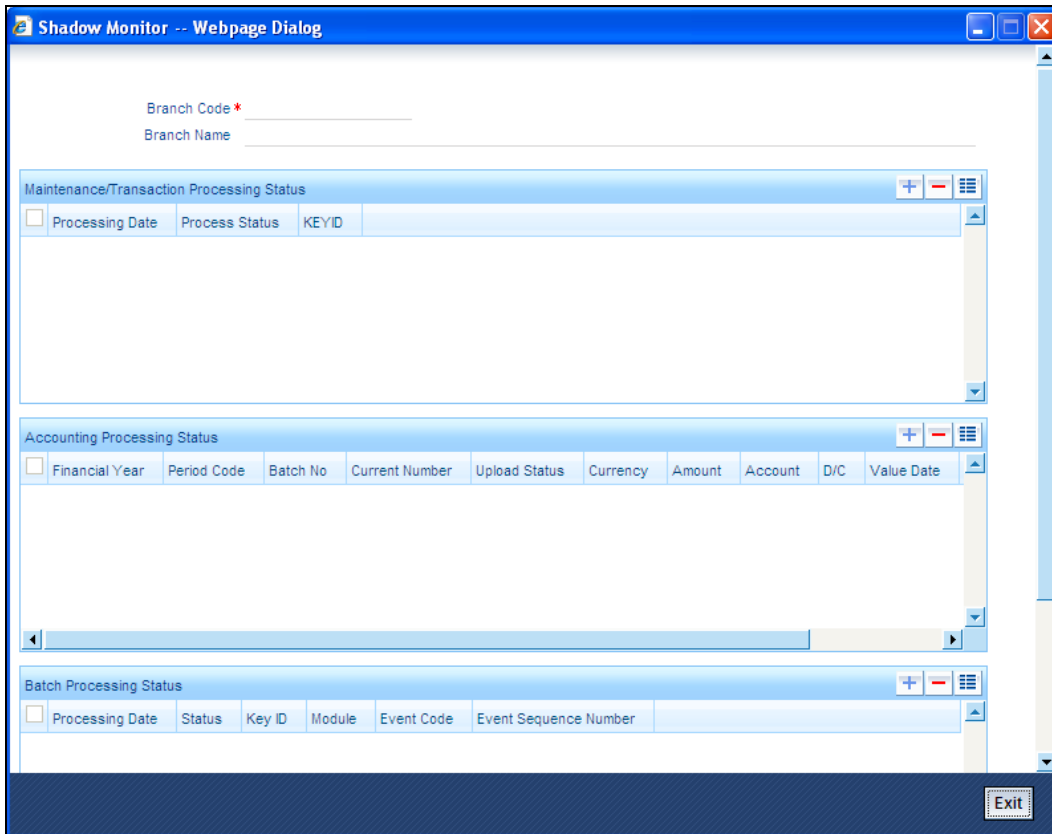 Shadow Monitor -- Webpage Dialog
Branch Code *
Branch Name
Maintenance/Transaction Processing Status
Processing Date Process Status KEYID
Accounting Processing Status
Financial Year Period Code Batch No Current Number Upload Status Currency Amount Account D/C Value Date
Batch Processing Status
Processing Date Status Key ID Module Event Code Event Sequence Number
Exit